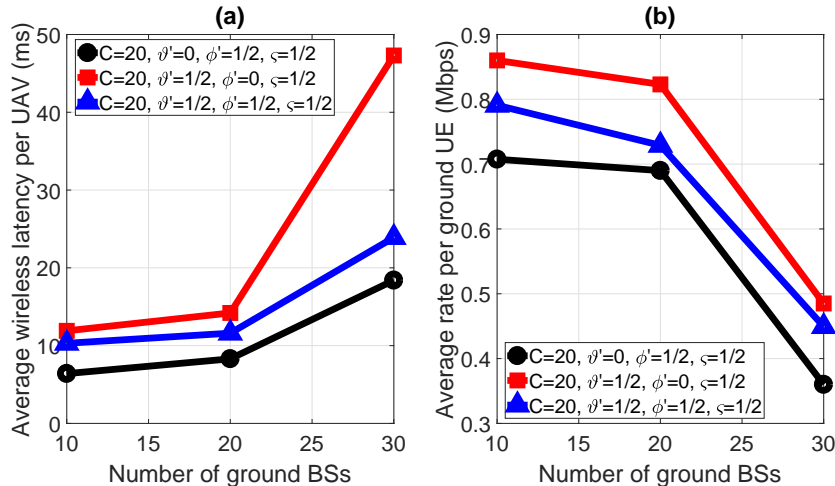 (a)
Average wireless latency per UAV (ms)
50
40
30
20
10
0
C=20, ϑ'=0, ϕ'=1/2, ς=1/2
C=20, ϑ'=1/2, ϕ'=0, ς=1/2
C=20, ϑ'=1/2, ϕ'=1/2, ς=1/2
10 15 20 25 30
Number of ground BSs
(b)
Average rate per ground UE (Mbps)
0.9
0.8
0.7
0.6
0.5
0.4
0.3
C=20, ϑ'=0, ϕ'=1/2, ς=1/2
C=20, ϑ'=1/2, ϕ'=0, ς=1/2
C=20, ϑ'=1/2, ϕ'=1/2, ς=1/2
10 15 20 25 30
Number of ground BSs